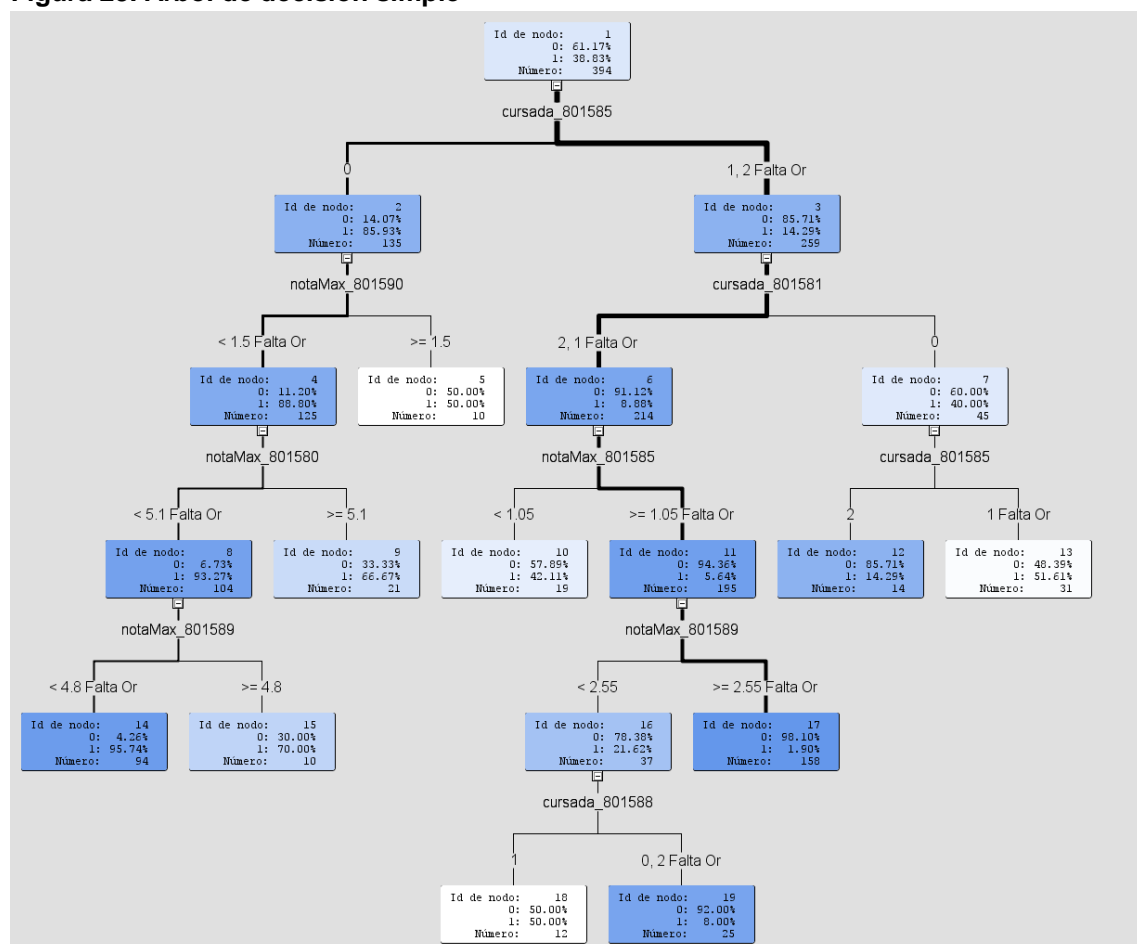 Id de nodo: 1
0: 61.17%
1: 38.83%
Número: 394
cursada_801585
0
1, 2 Falta Or
Id de nodo: 2
0: 14.07%
1: 85.93%
Número: 135
Id de nodo: 3
0: 85.71%
1: 14.29%
Número: 259
notaMax_801590
cursada_801581
< 1.5 Falta Or
>= 1.5
2, 1 Falta Or
0
Id de nodo: 4
0: 11.20%
1: 88.80%
Número: 125
Id de nodo: 5
0: 50.00%
1: 50.00%
Número: 10
Id de nodo: 6
0: 91.12%
1: 8.88%
Número: 214
Id de nodo: 7
0: 60.00%
1: 40.00%
Número: 45
notaMax_801580
notaMax_801585
cursada_801585
< 5.1 Falta Or
>= 5.1
< 1.05
>= 1.05 Falta Or
2
1 Falta Or
Id de nodo: 8
0: 6.73%
1: 93.27%
Número: 104
Id de nodo: 9
0: 33.33%
1: 66.67%
Número: 21
Id de nodo: 10
0: 57.89%
1: 42.11%
Número: 19
Id de nodo: 11
0: 94.36%
1: 5.64%
Número: 195
Id de nodo: 12
0: 85.71%
1: 14.29%
Número: 14
Id de nodo: 13
0: 48.39%
1: 51.61%
Número: 31
notaMax_801589
notaMax_801589
< 4.8 Falta Or
>= 4.8
< 2.55
>= 2.55 Falta Or
Id de nodo: 14
0: 4.26%
1: 95.74%
Número: 94
Id de nodo: 15
0: 30.00%
1: 70.00%
Número: 10
Id de nodo: 16
0: 78.38%
1: 21.62%
Número: 37
Id de nodo: 17
0: 98.10%
1: 1.90%
Número: 158
cursada_801588
1
0, 2 Falta Or
Id de nodo: 18
0: 50.00%
1: 50.00%
Número: 12
Id de nodo: 19
0: 92.00%
1: 8.00%
Número: 25